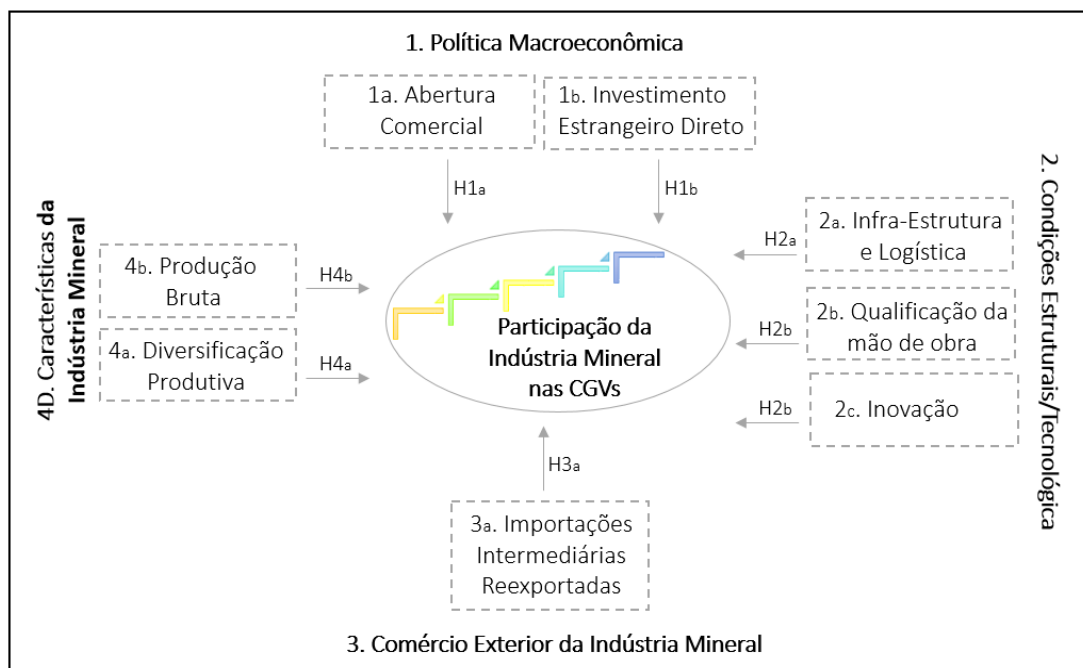 1. Política Macroeconômica
1a. Abertura
Comercial
1b. Investimento
Estrangeiro Direto
H1a
H1b
2. Condições Estruturais/Tecnológica
2a. Infra-Estrutura
e Logística
H2a
2b. Qualificação da
mão de obra
H2b
2c. Inovação
H2b
4D. Características da
Indústria Mineral
4b. Produção
Bruta
H4b
4a. Diversificação
Produtiva
H4a
Participação da
Indústria Mineral
nas CGVs
H3a
3a. Importações
Intermediárias
Reexportadas
3. Comércio Exterior da Indústria Mineral